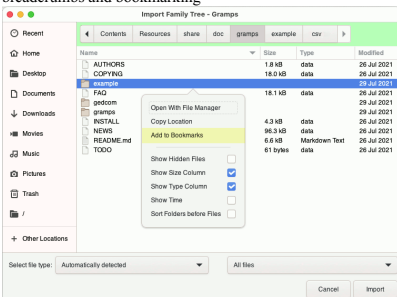 breadcrumbs and bookmarking
Import Family Tree - Gramps
Recent
Contents Resources share doc gramps example csv
Home
Name Size Type Modified
AUTHORS 1.8 kB data 26 Jul 2021
COPYING 18.0 kB data 26 Jul 2021
Desktop
example 29 Jul 2021
FAQ 18.1 kB data 26 Jul 2021
Documents
gedcom 29 Jul 2021
gramps 29 Jul 2021
Downloads
INSTALL 4.3 kB data 26 Jul 2021
NEWS 96.3 kB data 26 Jul 2021
Movies
README.md 6.6 kB Markdown Text 26 Jul 2021
TODO 61 bytes data 26 Jul 2021
Music
Pictures
Trash
/
Other Locations
Open With File Manager
Copy Location
Add to Bookmarks
Show Hidden Files
Show Size Column
Show Type Column
Show Time
Sort Folders before Files
Select file type: Automatically detected All files
Cancel Import